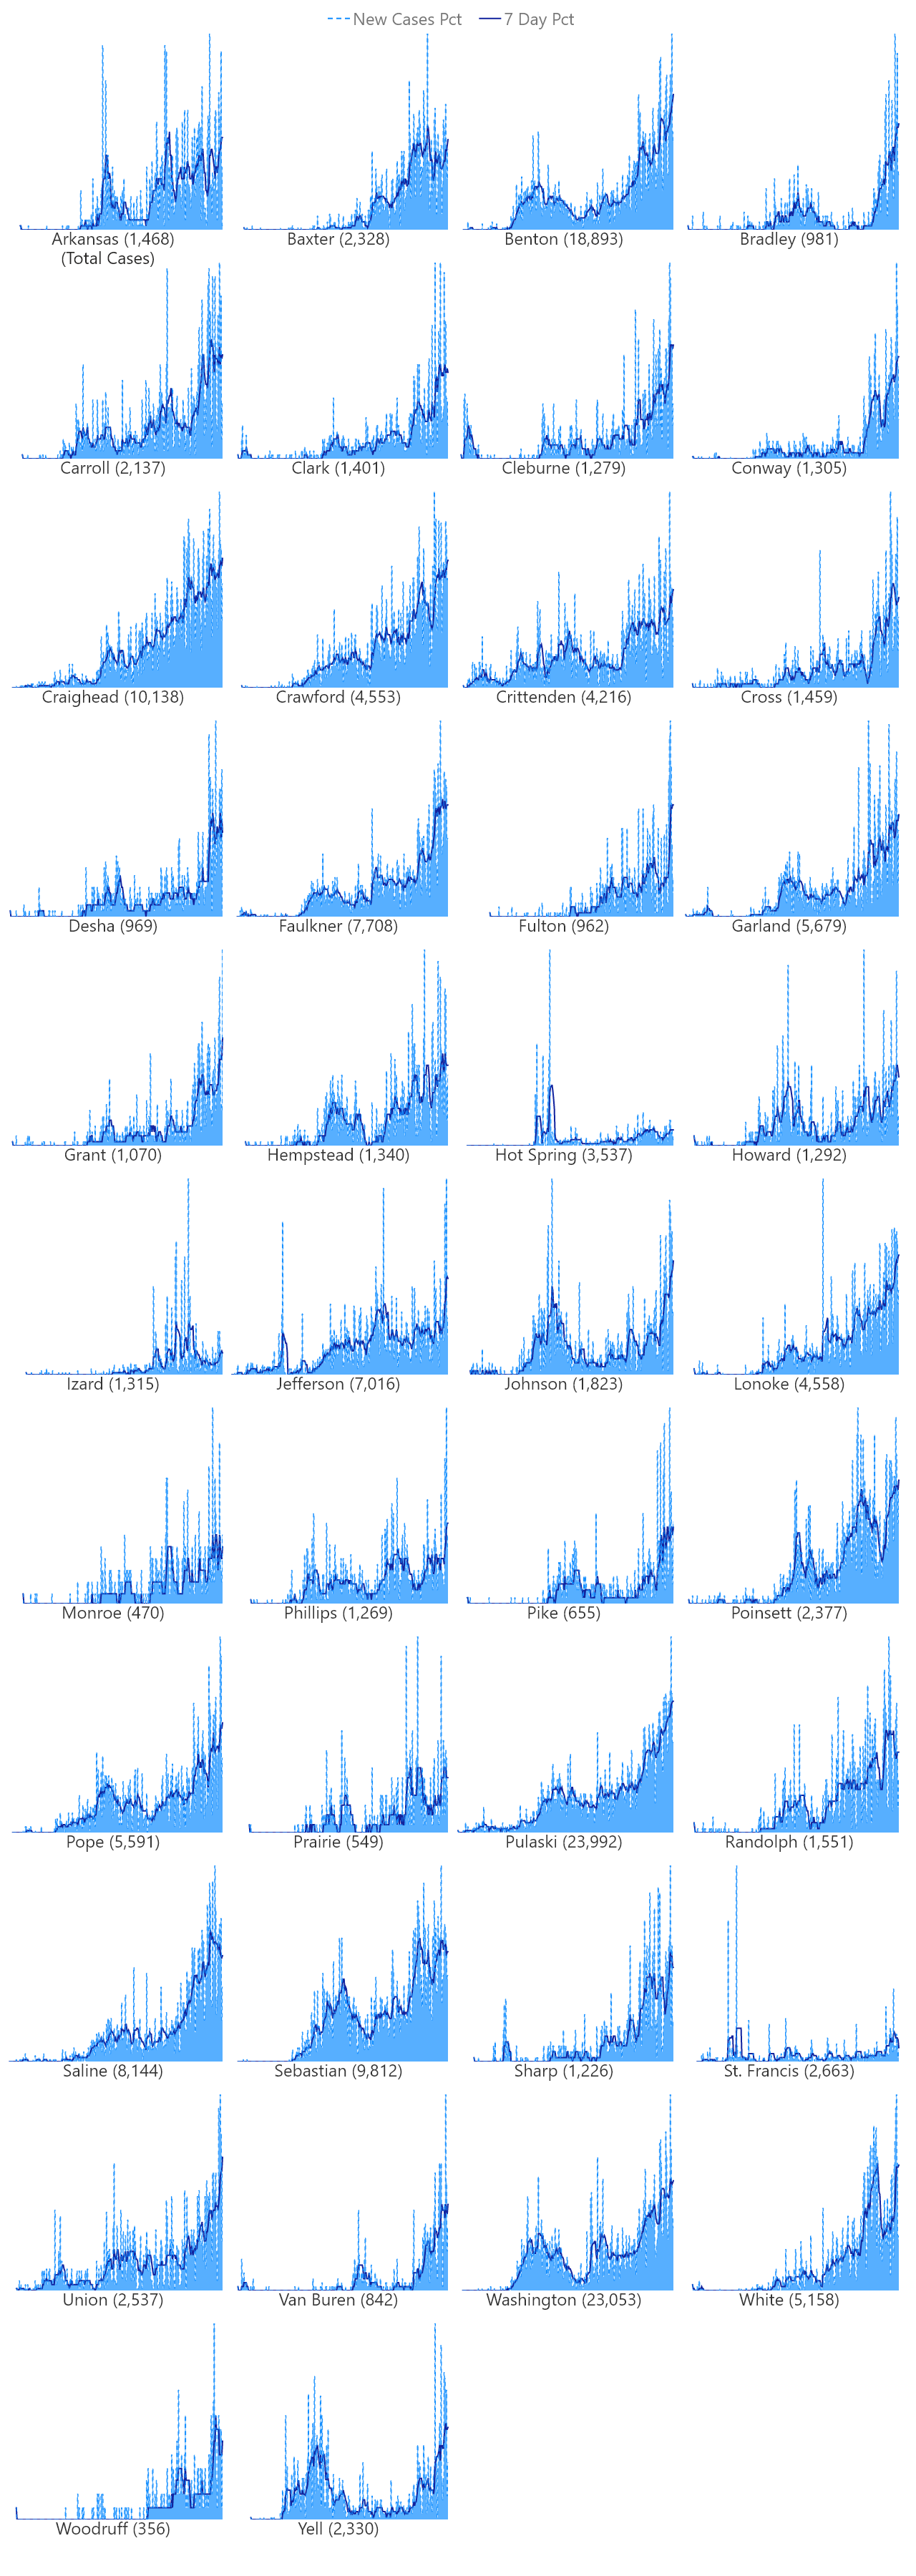 New Cases Pct 7 Day Pct
Arkansas (1,468) Baxter (2,328) Benton (18,893) Bradley (981)
(Total Cases)
Carroll (2,137) Clark (1,401) Cleburne (1,279) Conway (1,305)
Craighead (10,138) Crawford (4,553) Crittenden (4,216) Cross (1,459)
Desha (969) Faulkner (7,708) Fulton (962) Garland (5,679)
Grant (1,070) Hempstead (1,340) Hot Spring (3,537) Howard (1,292)
Izard (1,315) Jefferson (7,016) Johnson (1,823) Lonoke (4,558)
Monroe (470) Phillips (1,269) Pike (655) Poinsett (2,377)
Pope (5,591) Prairie (549) Pulaski (23,992) Randolph (1,551)
Saline (8,144) Sebastian (9,812) Sharp (1,226) St. Francis (2,663)
Union (2,537) Van Buren (842) Washington (23,053) White (5,158)
Woodruff (356) Yell (2,330)